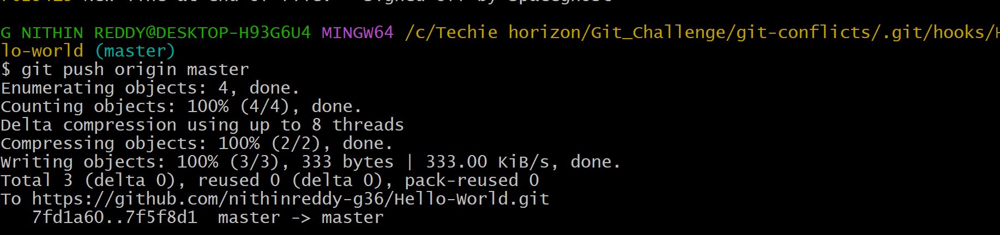 G NITHIN REDDY@DESKTOP-H93G6U4 MINGW64 /c/Techie horizon/Git_Challenge/git-conflicts/.git/hooks/H
lo-world (master)
$ git push origin master
Enumerating objects: 4, done.
Counting objects: 100% (4/4), done.
Delta compression using up to 8 threads
Compressing objects: 100% (2/2), done.
Writing objects: 100% (3/3), 333 bytes | 333.00 KiB/s, done.
Total 3 (delta 0), reused 0 (delta 0), pack-reused 0
To https://github.com/nithinreddy-g36/Hello-World.git
   7fd1a60..7f5f8d1  master -> master